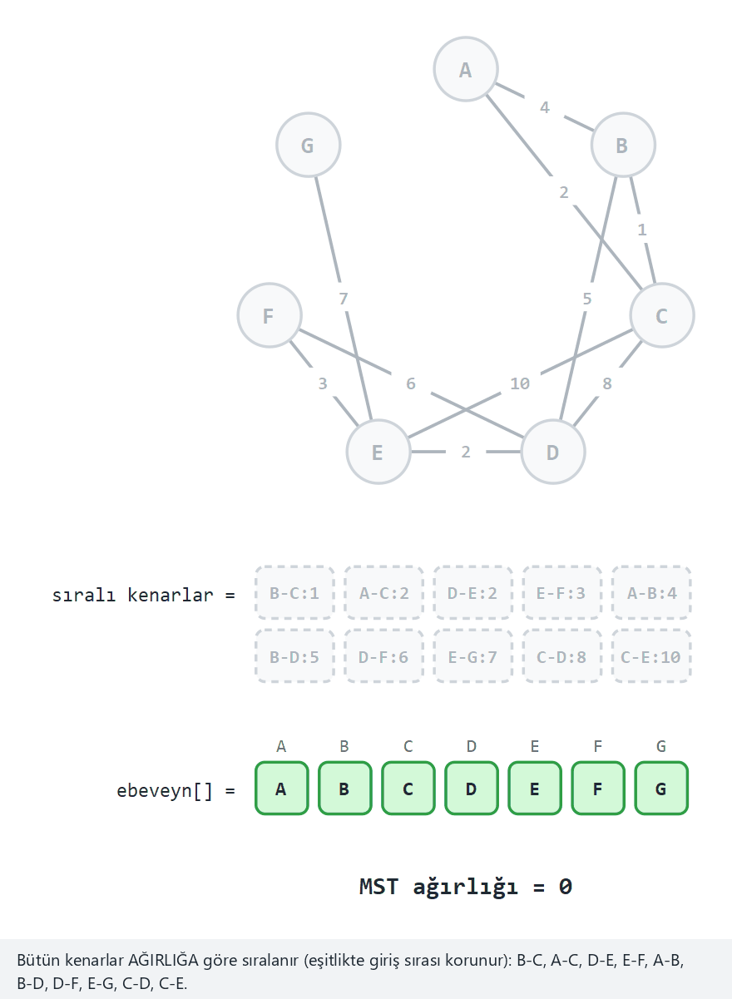 A
4
G
B
2
1
7
5
F
C
3
6
10
8
E
2
D
sıralı kenarlar =
B-C:1 A-C:2 D-E:2 E-F:3 A-B:4
B-D:5 D-F:6 E-G:7 C-D:8 C-E:10
A B C D E F G
ebeveyn[] = A B C D E F G
MST ağırlığı = 0
Bütün kenarlar AĞIRLIĞA göre sıralanır (eşitlikte giriş sırası korunur): B-C, A-C, D-E, E-F, A-B,
B-D, D-F, E-G, C-D, C-E.